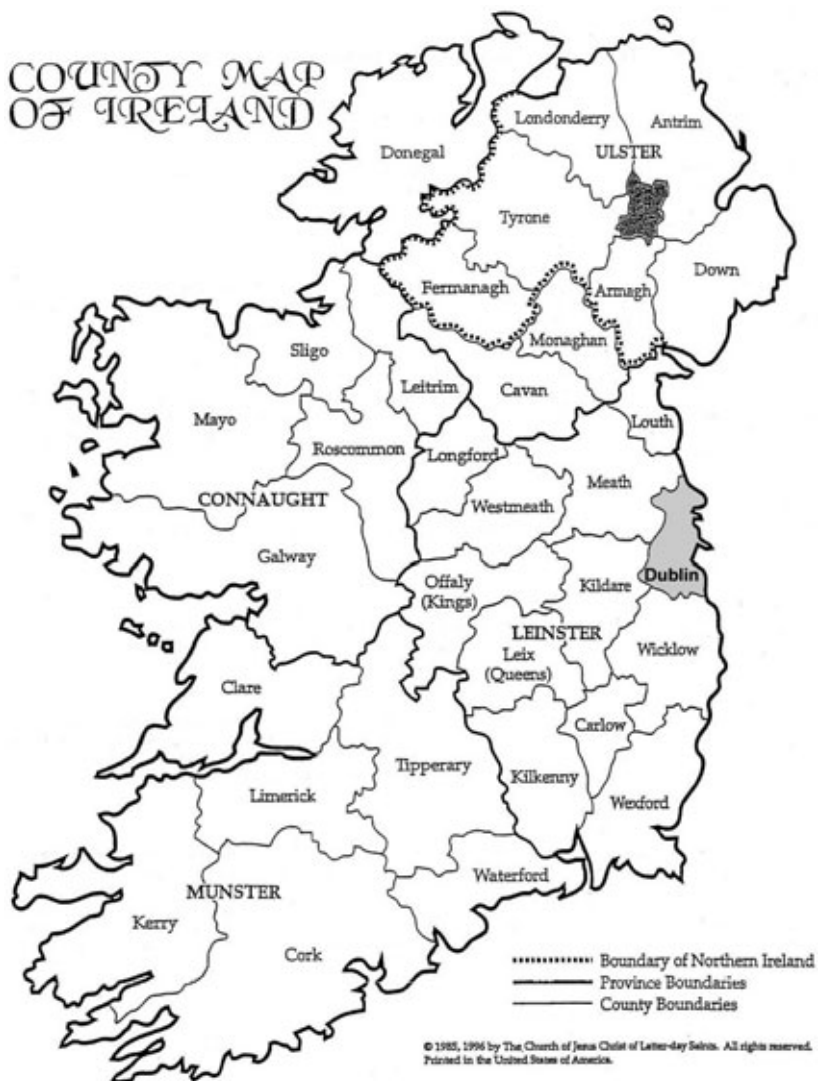 COUNTY MAP
OF IRELAND
Londonderry
Antrim
Donegal
ULSTER
Tyrone
Down
Fermanagh
Armagh
Monaghan
Sligo
Leitrim
Cavan
Mayo
Louth
Roscommon
Longford
Meath
CONNAUGHT
Westmeath
Galway
Offaly
(Kings)
Kildare
Dublin
LEINSTER
Leix
(Queens)
Wicklow
Clare
Carlow
Tipperary
Kilkenny
Limerick
Wexford
Waterford
MUNSTER
Kerry
Cork
Boundary of Northern Ireland
Province Boundaries
County Boundaries
© 1985, 1996 by The Church of Jesus Christ of Latter-day Saints. All rights reserved.
Printed in the United States of America.